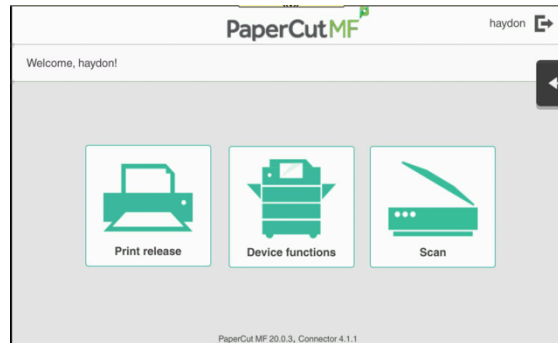 PaperCutMF
haydon
Welcome, haydon!
Print release
Device functions
Scan
PaperCut MF 20.0.3, Connector 4.1.1